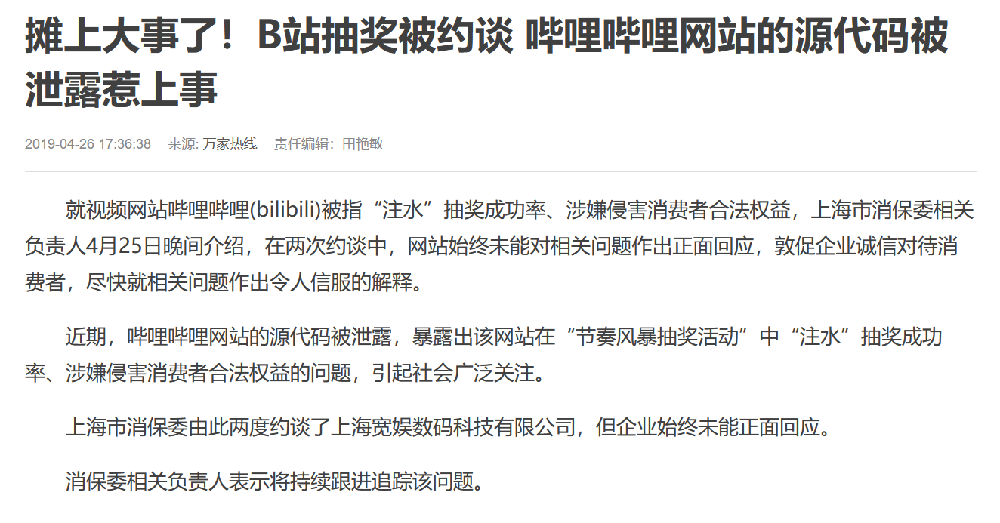 摊上大事了！B站抽奖被约谈 哔哩哔哩网站的源代码被
泄露惹上事
2019-04-26 17:36:38 来源: 万家热线 责任编辑：田艳敏
就视频网站哔哩哔哩(bilibili)被指“注水”抽奖成功率、涉嫌侵害消费者合法权益，上海市消保委相关
负责人4月25日晚间介绍，在两次约谈中，网站始终未能对相关问题作出正面回应，敦促企业诚信对待消
费者，尽快就相关问题作出令人信服的解释。
近期，哔哩哔哩网站的源代码被泄露，暴露出该网站在“节奏风暴抽奖活动”中“注水”抽奖成功
率、涉嫌侵害消费者合法权益的问题，引起社会广泛关注。
上海市消保委由此两度约谈了上海宽娱数码科技有限公司，但企业始终未能正面回应。
消保委相关负责人表示将持续跟进追踪该问题。